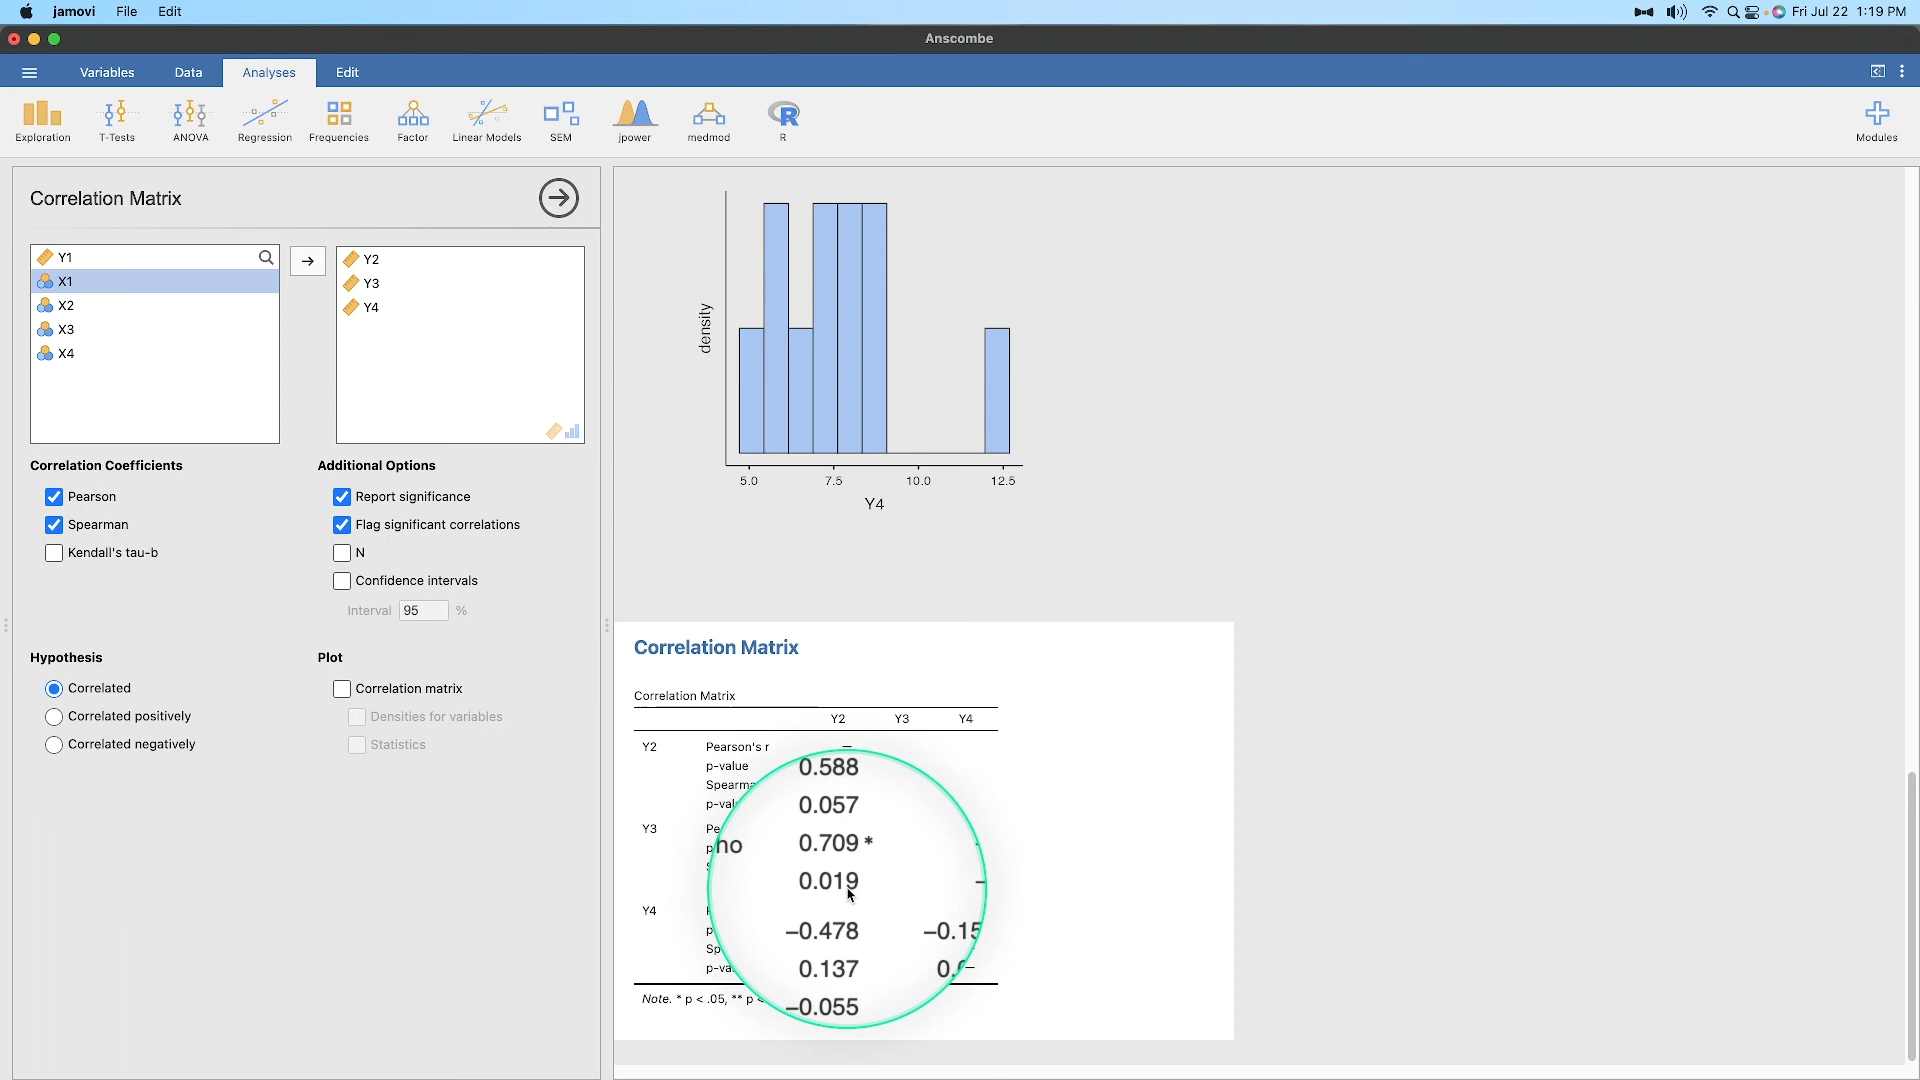 jamovi File Edit
Fri Jul 22 1:19 PM
Anscombe
Variables Data Analyses Edit
Exploration T-Tests ANOVA Regression Frequencies Factor Linear Models SEM jpower medmod R Modules
Correlation Matrix
Y1
X1
X2
X3
X4
Y2
Y3
Y4
Correlation Coefficients
Pearson
Spearman
Kendall's tau-b
Additional Options
Report significance
Flag significant correlations
N
Confidence intervals
Interval 95 %
Hypothesis
Correlated
Correlated positively
Correlated negatively
Plot
Correlation matrix
Densities for variables
Statistics
density
5.0 7.5 10.0 12.5
Y4
Correlation Matrix
Correlation Matrix
Y2 Y3 Y4
Y2 Pearson's r —
p-value
0.588
0.057
Y3
0.709 *
0.019
Y4
−0.478
0.137
−0.055
Note. * p < .05, ** p <